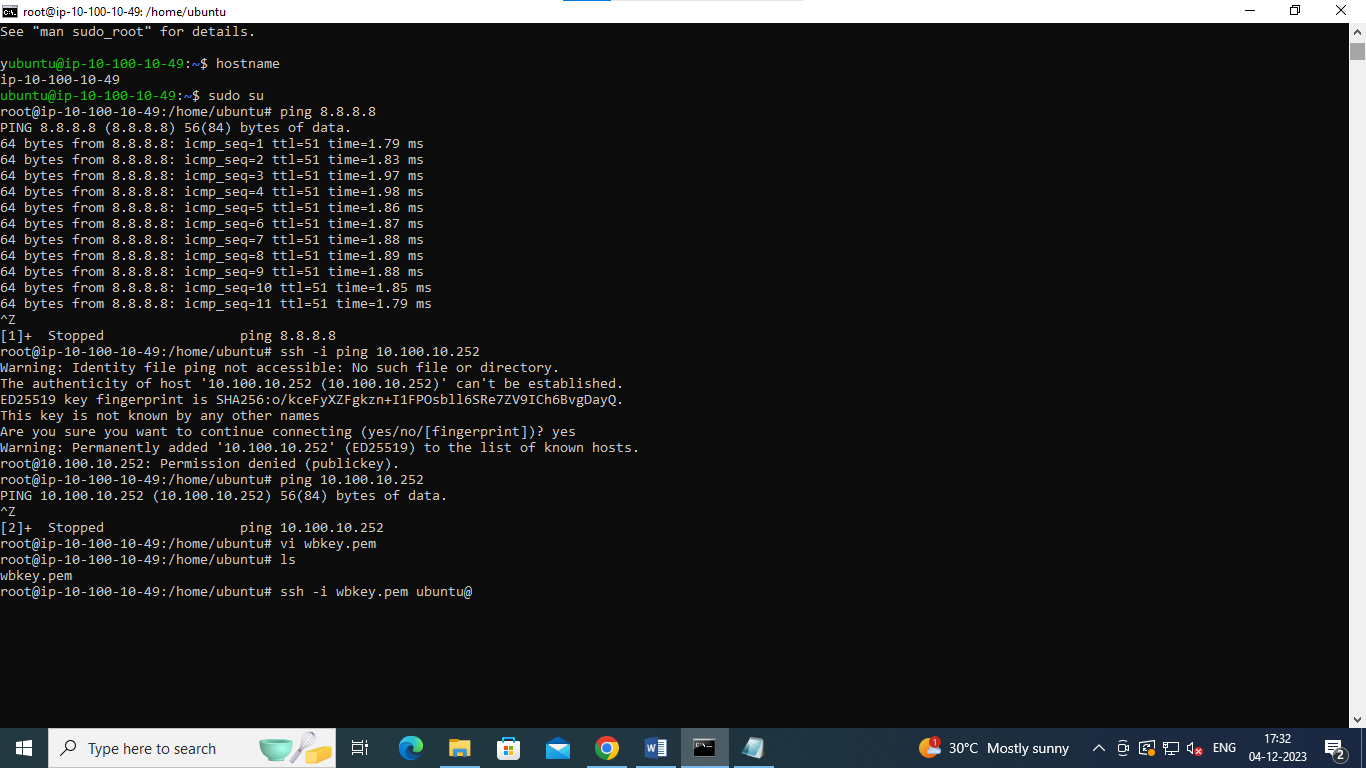 root@ip-10-100-10-49: /home/ubuntu
See "man sudo_root" for details.
yubuntu@ip-10-100-10-49:~$ hostname
ip-10-100-10-49
ubuntu@ip-10-100-10-49:~$ sudo su
root@ip-10-100-10-49:/home/ubuntu# ping 8.8.8.8
PING 8.8.8.8 (8.8.8.8) 56(84) bytes of data.
64 bytes from 8.8.8.8: icmp_seq=1 ttl=51 time=1.79 ms
64 bytes from 8.8.8.8: icmp_seq=2 ttl=51 time=1.83 ms
64 bytes from 8.8.8.8: icmp_seq=3 ttl=51 time=1.97 ms
64 bytes from 8.8.8.8: icmp_seq=4 ttl=51 time=1.98 ms
64 bytes from 8.8.8.8: icmp_seq=5 ttl=51 time=1.86 ms
64 bytes from 8.8.8.8: icmp_seq=6 ttl=51 time=1.87 ms
64 bytes from 8.8.8.8: icmp_seq=7 ttl=51 time=1.88 ms
64 bytes from 8.8.8.8: icmp_seq=8 ttl=51 time=1.89 ms
64 bytes from 8.8.8.8: icmp_seq=9 ttl=51 time=1.88 ms
64 bytes from 8.8.8.8: icmp_seq=10 ttl=51 time=1.85 ms
64 bytes from 8.8.8.8: icmp_seq=11 ttl=51 time=1.79 ms
^Z
[1]+  Stopped                 ping 8.8.8.8
root@ip-10-100-10-49:/home/ubuntu# ssh -i ping 10.100.10.252
Warning: Identity file ping not accessible: No such file or directory.
The authenticity of host '10.100.10.252 (10.100.10.252)' can't be established.
ED25519 key fingerprint is SHA256:o/kceFyXZFgkzn+I1FPOsbll6SRe7ZV9ICh6BvgDayQ.
This key is not known by any other names
Are you sure you want to continue connecting (yes/no/[fingerprint])? yes
Warning: Permanently added '10.100.10.252' (ED25519) to the list of known hosts.
root@10.100.10.252: Permission denied (publickey).
root@ip-10-100-10-49:/home/ubuntu# ping 10.100.10.252
PING 10.100.10.252 (10.100.10.252) 56(84) bytes of data.
^Z
[2]+  Stopped                 ping 10.100.10.252
root@ip-10-100-10-49:/home/ubuntu# vi wbkey.pem
root@ip-10-100-10-49:/home/ubuntu# ls
wbkey.pem
root@ip-10-100-10-49:/home/ubuntu# ssh -i wbkey.pem ubuntu@
Type here to search
1
30°C Mostly sunny
ENG
17:32
04-12-2023
2